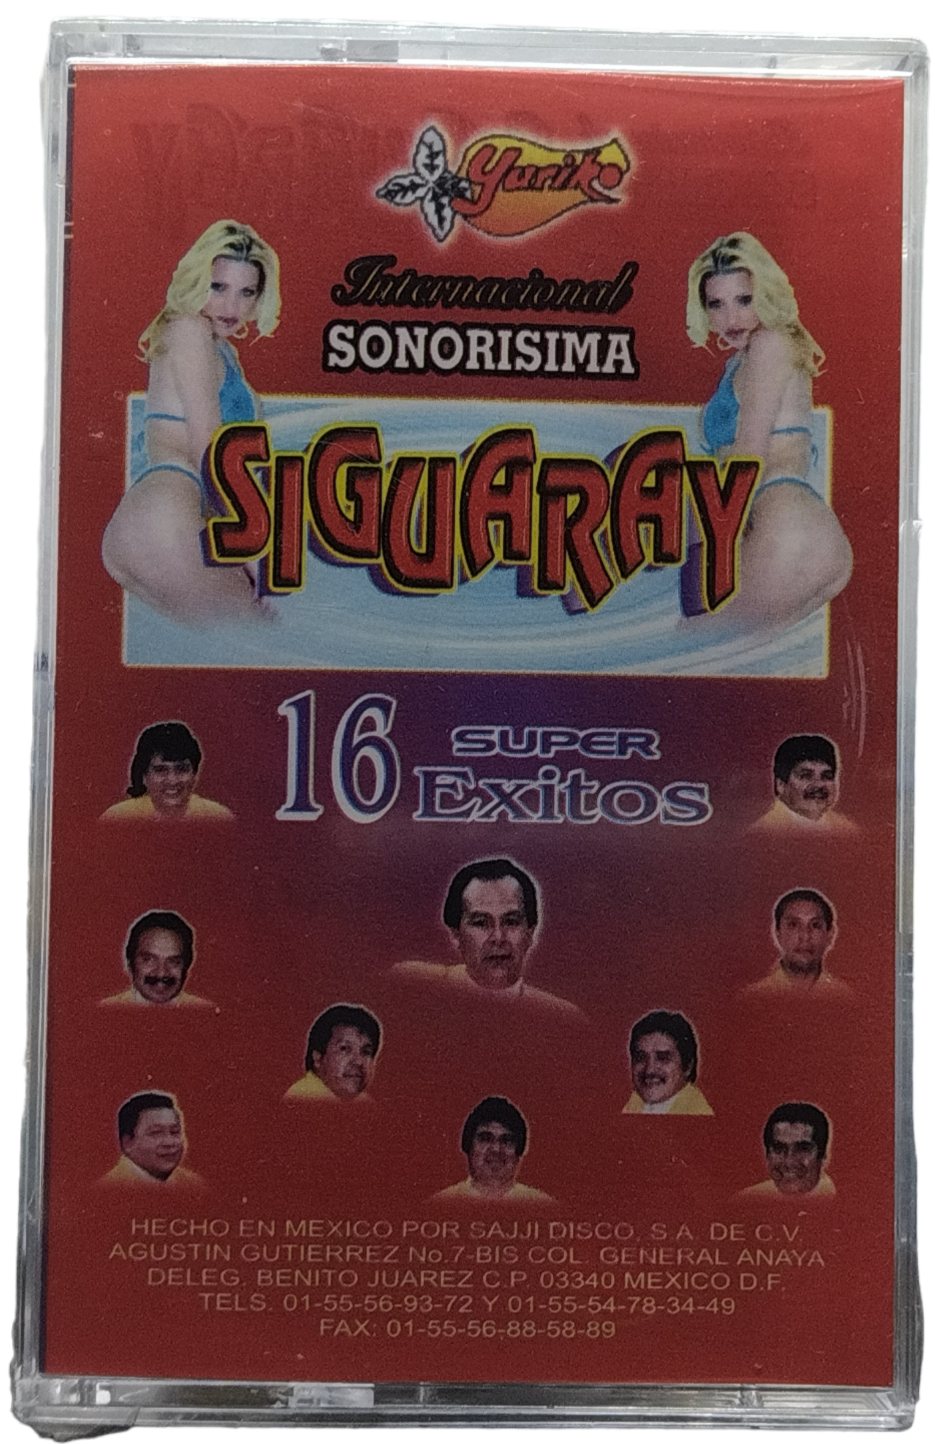 Yuriko
Internacional
SONORISIMA
SIGUARAY
16 SUPER
Exitos
HECHO EN MEXICO POR SAJJI DISCO, S.A. DE C.V.
AGUSTIN GUTIERREZ No.7-BIS COL. GENERAL ANAYA
DELEG. BENITO JUAREZ C.P. 03340 MEXICO D.F.
TELS. 01-55-56-93-72 Y 01-55-54-78-34-49
FAX: 01-55-56-88-58-89